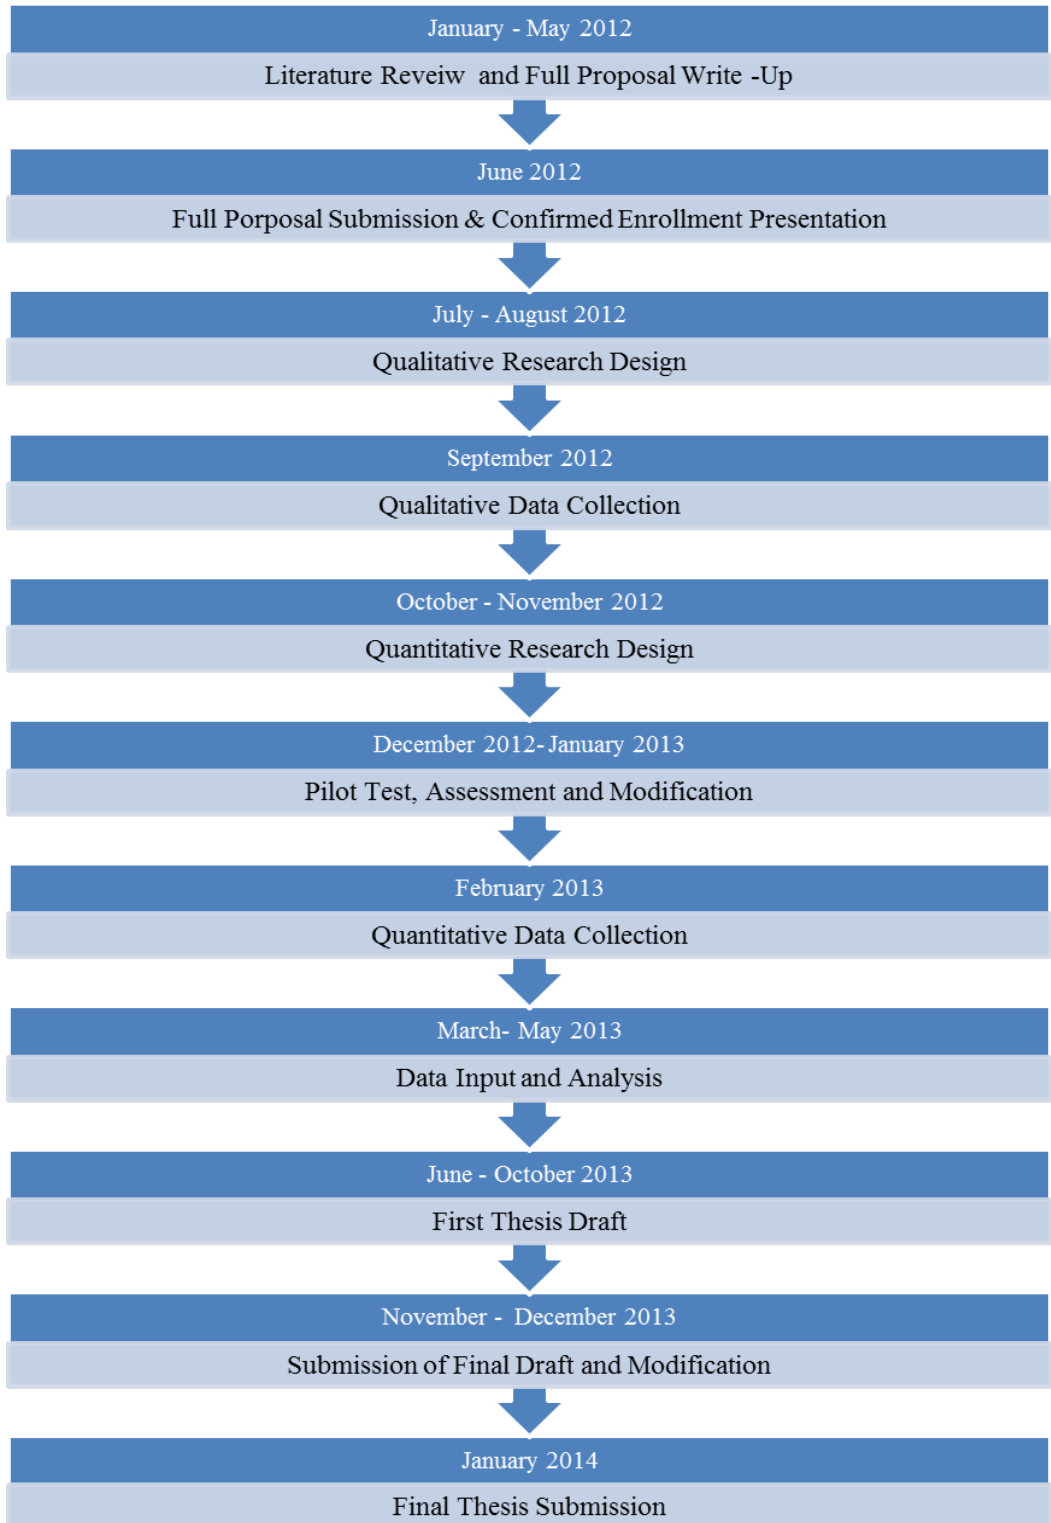 January - May 2012
Literature Reveiw and Full Proposal Write -Up
June 2012
Full Porposal Submission & Confirmed Enrollment Presentation
July - August 2012
Qualitative Research Design
September 2012
Qualitative Data Collection
October - November 2012
Quantitative Research Design
December 2012- January 2013
Pilot Test, Assessment and Modification
February 2013
Quantitative Data Collection
March- May 2013
Data Input and Analysis
June - October 2013
First Thesis Draft
November - December 2013
Submission of Final Draft and Modification
January 2014
Final Thesis Submission